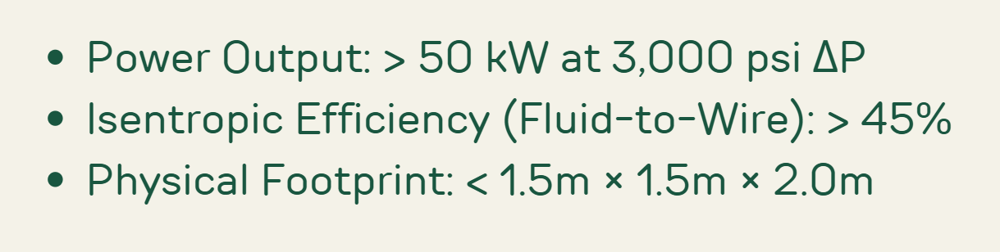 • Power Output: > 50 kW at 3,000 psi ΔP
• Isentropic Efficiency (Fluid-to-Wire): > 45%
• Physical Footprint: < 1.5m × 1.5m × 2.0m